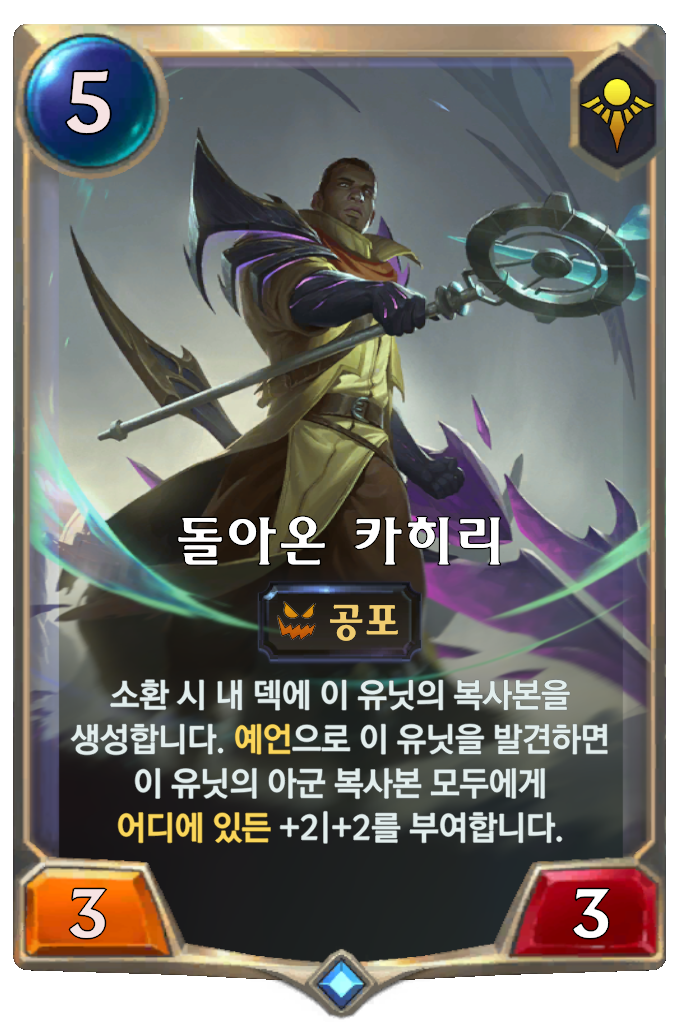 5
돌아온 카히리
공포
소환 시 내 덱에 이 유닛의 복사본을
생성합니다. 예언으로 이 유닛을 발견하면
이 유닛의 아군 복사본 모두에게
어디에 있든 +2|+2를 부여합니다.
3
3